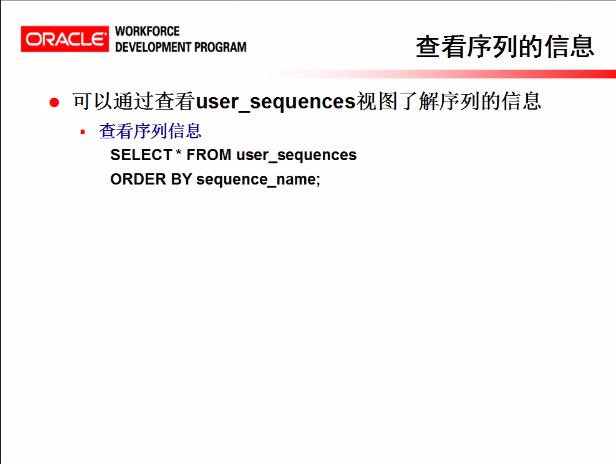 ORACLE
WORKFORCE
DEVELOPMENT PROGRAM
查看序列的信息
可以通过查看user_sequences视图了解序列的信息
查看序列信息
SELECT * FROM user_sequences
ORDER BY sequence_name;